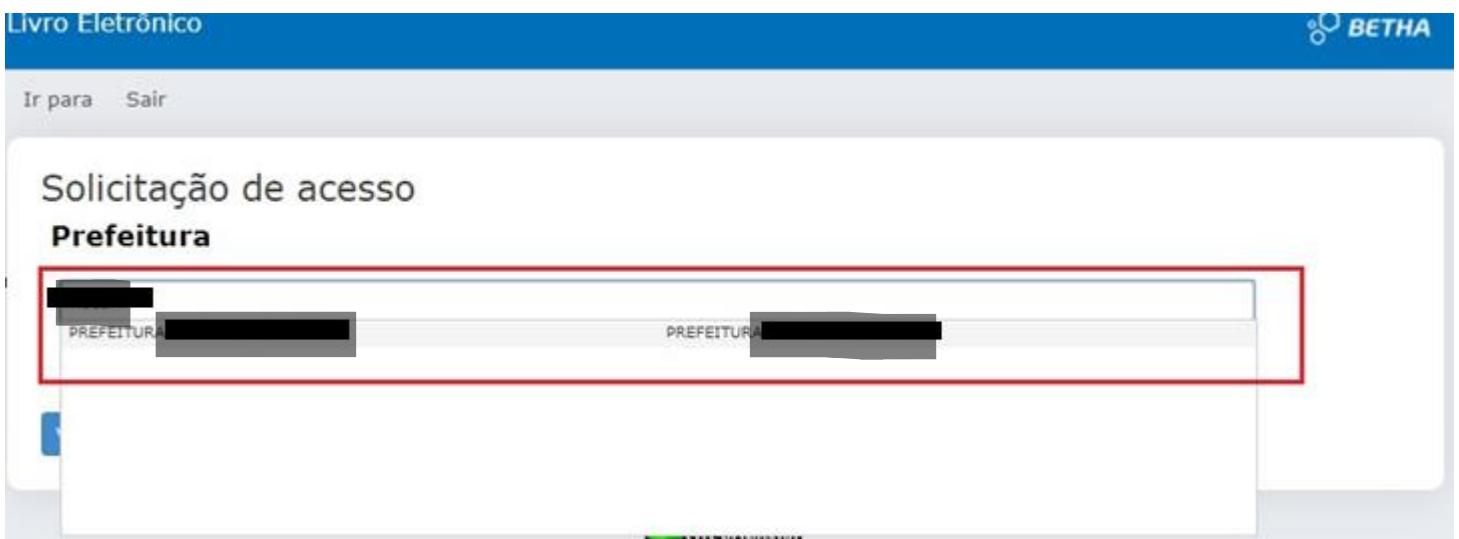 Livro Eletrônico
BETHA
Ir para Sair
Solicitação de acesso
Prefeitura
PREFEITURA PREFEITURA